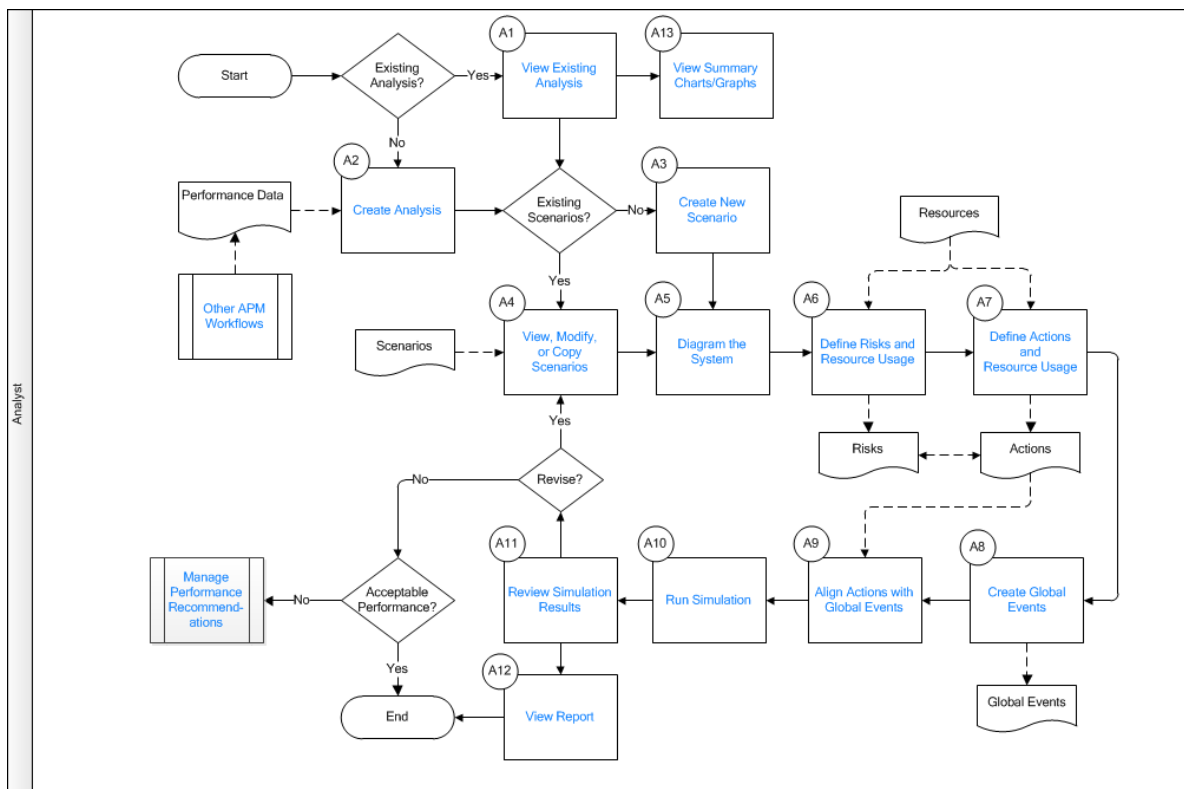 Analyst
A1
A13
Start
Existing
Analysis?
Yes
View Existing
Analysis
View Summary
Charts/Graphs
No
A2
A3
Performance Data
Create Analysis
Existing
Scenarios?
No
Create New
Scenario
Resources
Yes
Other APM
Workflows
A4
A5
A6
A7
Scenarios
View, Modify,
or Copy
Scenarios
Diagram the
System
Define Risks and
Resource Usage
Define Actions
and
Resource Usage
Yes
Risks
Actions
No
Revise?
A11
A10
A9
A8
Manage
Performance
Recommend-
ations
No
Acceptable
Performance?
Review Simulation
Results
Run Simulation
Align Actions with
Global Events
Create Global
Events
Yes
A12
End
View Report
Global Events